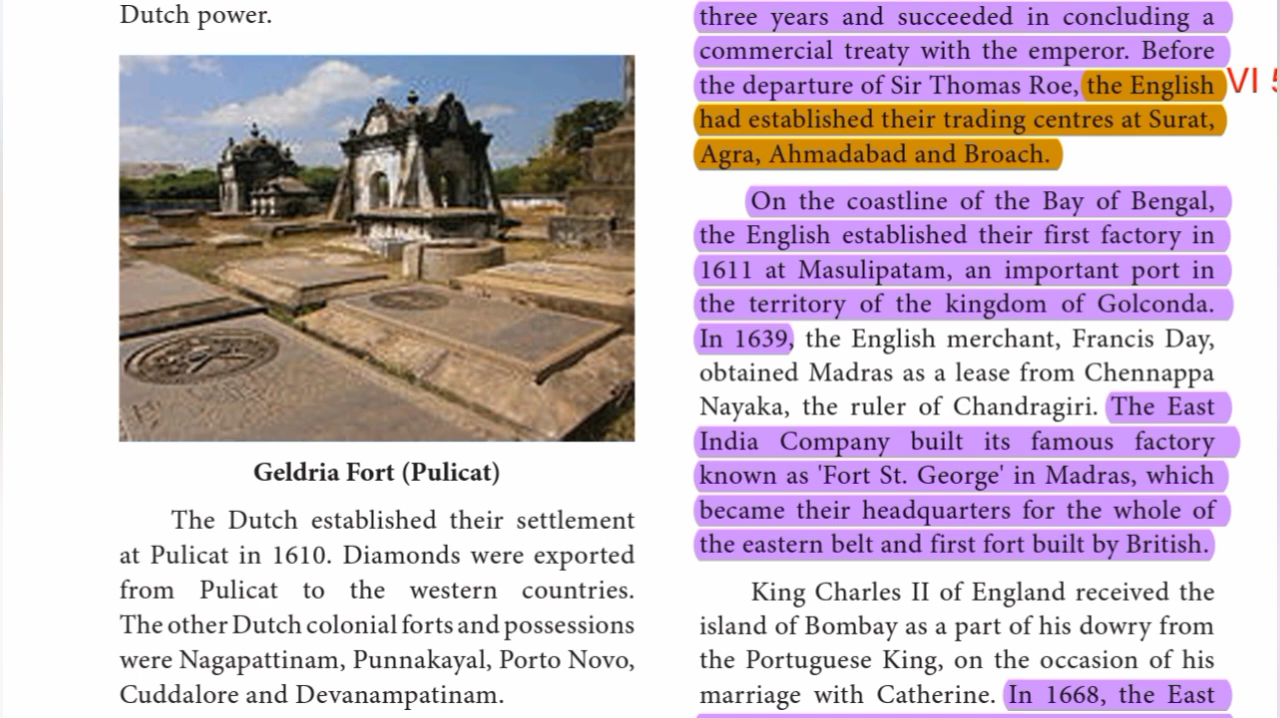 Dutch power.
Geldria Fort (Pulicat)
The Dutch established their settlement
at Pulicat in 1610. Diamonds were exported
from Pulicat to the western countries.
The other Dutch colonial forts and possessions
were Nagapattinam, Punnakayal, Porto Novo,
Cuddalore and Devanampatinam.
three years and succeeded in concluding a
commercial treaty with the emperor. Before
the departure of Sir Thomas Roe, the English
had established their trading centres at Surat,
Agra, Ahmadabad and Broach.
VI 5
On the coastline of the Bay of Bengal,
the English established their first factory in
1611 at Masulipatam, an important port in
the territory of the kingdom of Golconda.
In 1639, the English merchant, Francis Day,
obtained Madras as a lease from Chennappa
Nayaka, the ruler of Chandragiri. The East
India Company built its famous factory
known as 'Fort St. George' in Madras, which
became their headquarters for the whole of
the eastern belt and first fort built by British.
King Charles II of England received the
island of Bombay as a part of his dowry from
the Portuguese King, on the occasion of his
marriage with Catherine. In 1668, the East